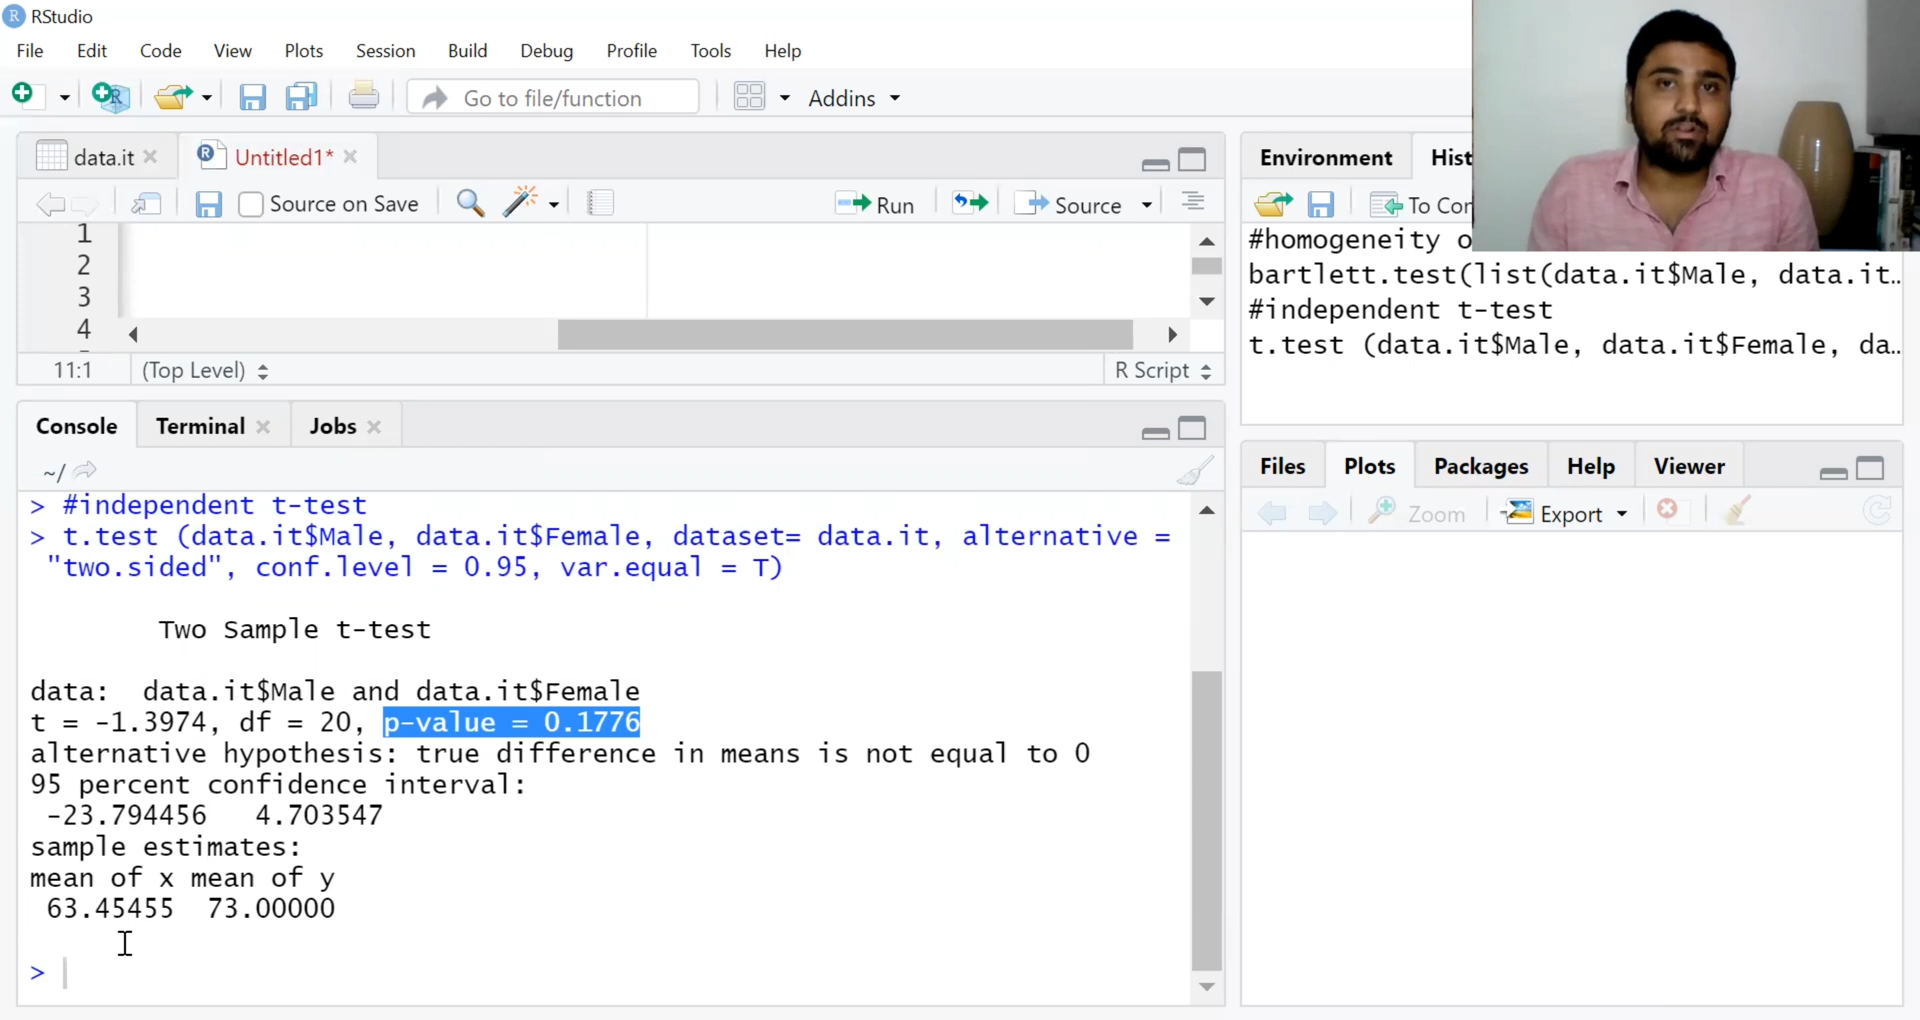 RStudio
File Edit Code View Plots Session Build Debug Profile Tools Help
Go to file/function Addins
data.it Untitled1*
Source on Save Run Source
1
2
3
4
11:1 (Top Level) R Script
Console Terminal Jobs
~/
> #independent t-test
> t.test (data.it$Male, data.it$Female, dataset= data.it, alternative =
"two.sided", conf.level = 0.95, var.equal = T)
Two Sample t-test
data: data.it$Male and data.it$Female
t = -1.3974, df = 20, p-value = 0.1776
alternative hypothesis: true difference in means is not equal to 0
95 percent confidence interval:
-23.794456 4.703547
sample estimates:
mean of x mean of y
63.45455 73.00000
>
Environment Hist
To Con
#homogeneity o
bartlett.test(list(data.it$Male, data.it…
#independent t-test
t.test (data.it$Male, data.it$Female, da…
Files Plots Packages Help Viewer
Zoom Export